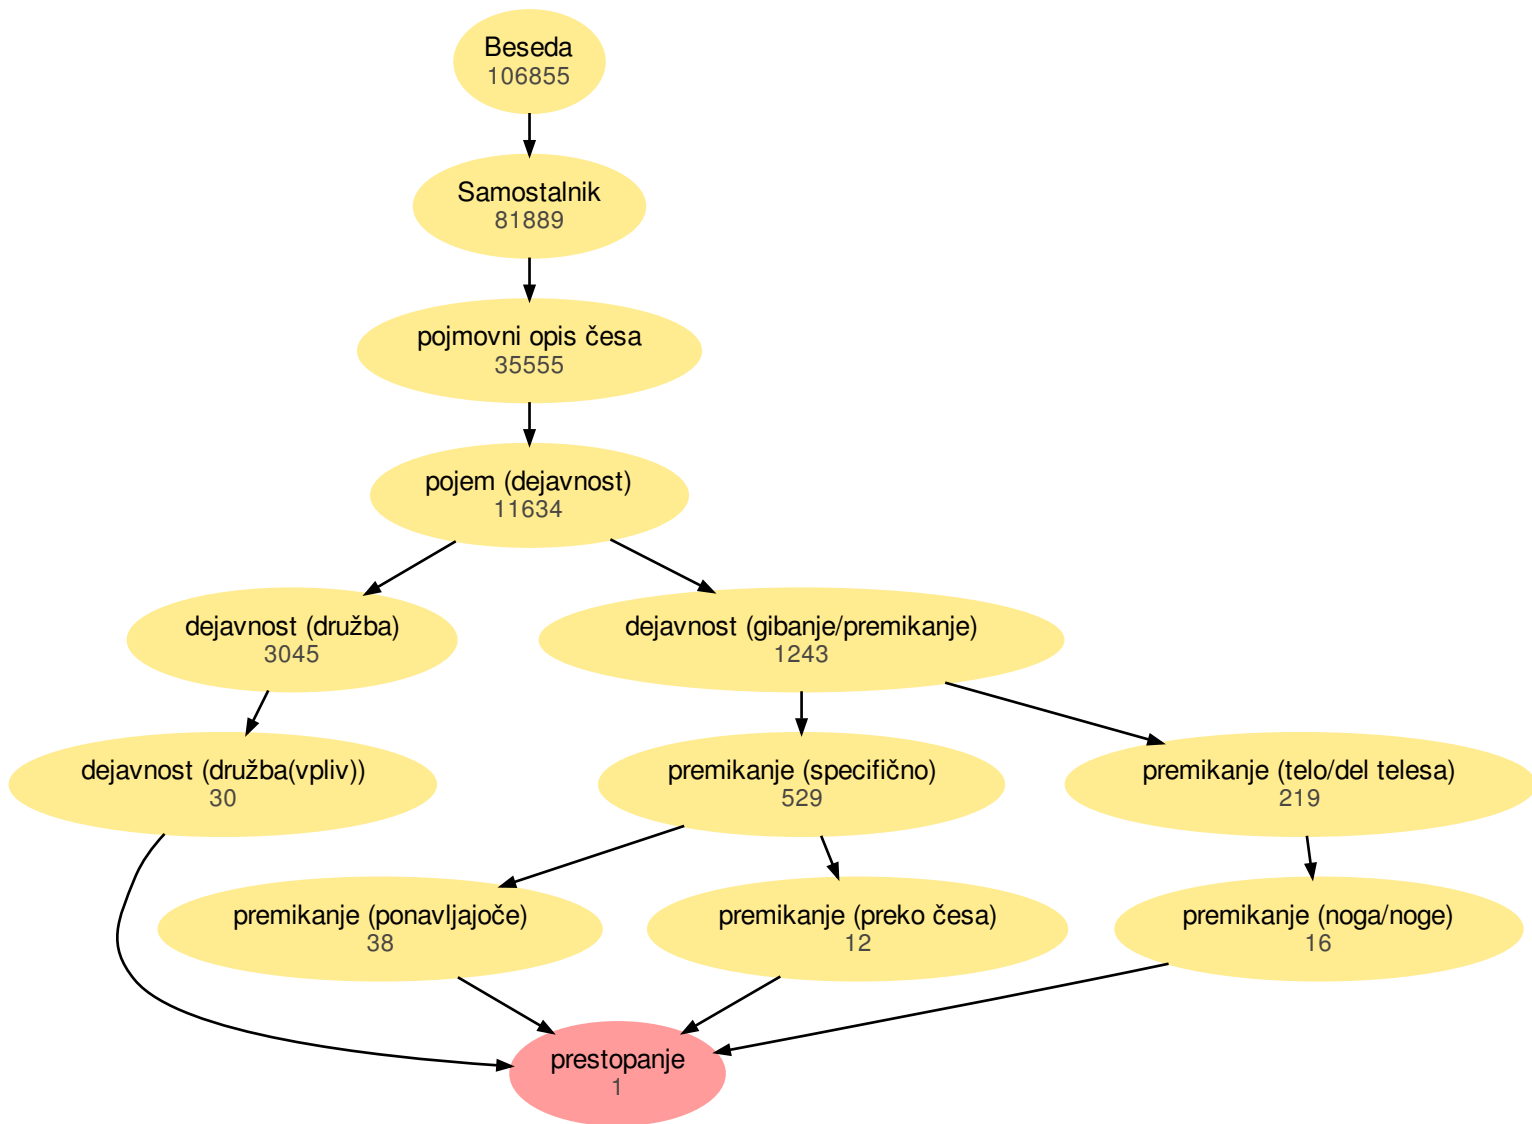 Beseda
106855
Samostalnik
81889
pojmovni opis česa
35555
pojem (dejavnost)
11634
dejavnost (družba)
3045
dejavnost (gibanje/premikanje)
1243
dejavnost (družba(vpliv))
30
premikanje (specifično)
529
premikanje (telo/del telesa)
219
premikanje (ponavljajoče)
38
premikanje (preko česa)
12
premikanje (noga/noge)
16
prestopanje
1